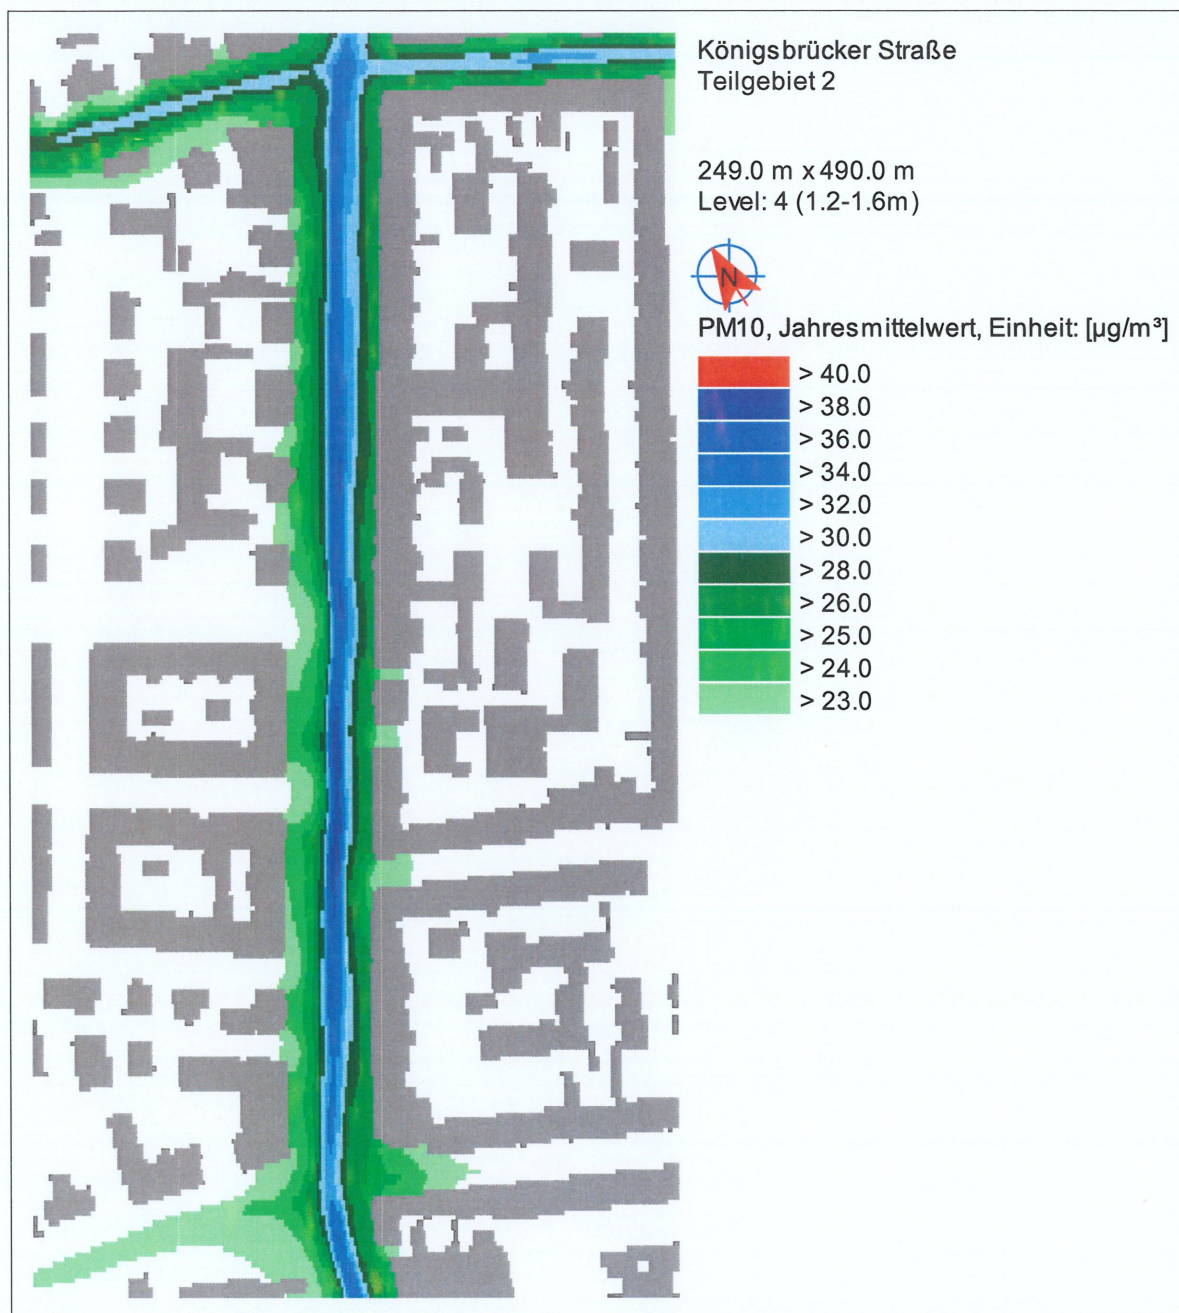 Königsbrücker Straße
Teilgebiet 2
249.0 m x 490.0 m
Level: 4 (1.2-1.6m)
N
PM10, Jahresmittelwert, Einheit: [µg/m³]
> 40.0
> 38.0
> 36.0
> 34.0
> 32.0
> 30.0
> 28.0
> 26.0
> 25.0
> 24.0
> 23.0